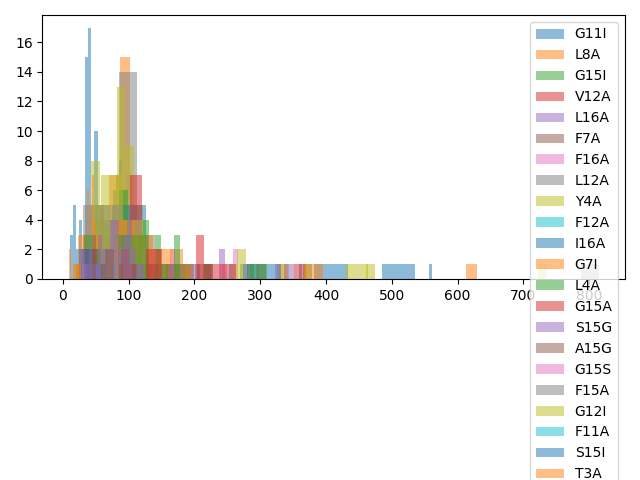 16
14
12
10
8
6
4
2
0
0 100 200 300 400 500 600 700 800
G11I
L8A
G15I
V12A
L16A
F7A
F16A
L12A
Y4A
F12A
I16A
G7I
L4A
G15A
S15G
A15G
G15S
F15A
G12I
F11A
S15I
T3A